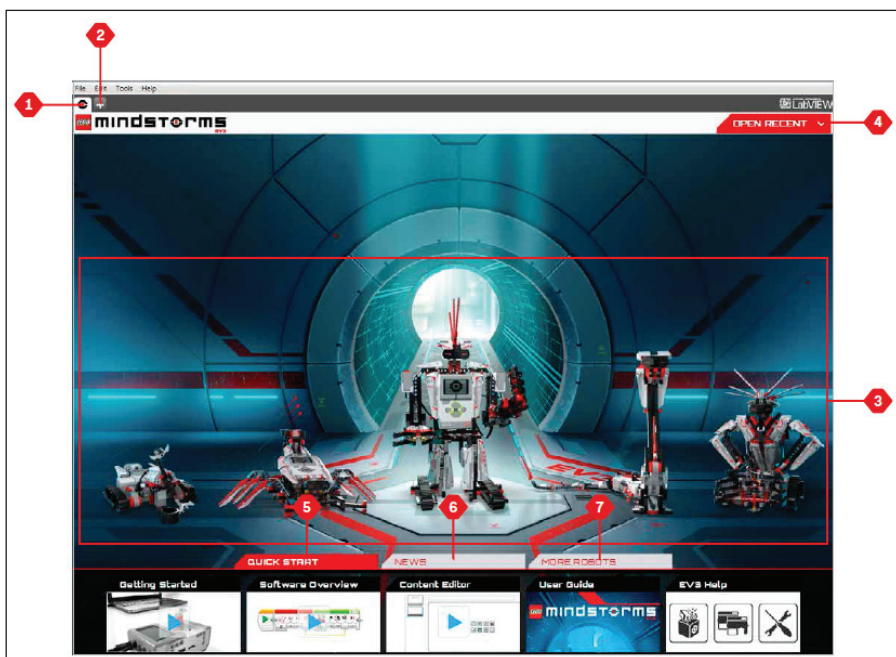 2
File Edit Tools Help
1
LabVIEW
LEGO mindstorms
EV3
OPEN RECENT
4
3
EV3
5 6 7
QUICK START NEWS MORE ROBOTS
Getting Started Software Overview Content Editor User Guide EV3 Help
LEGO mindstorms